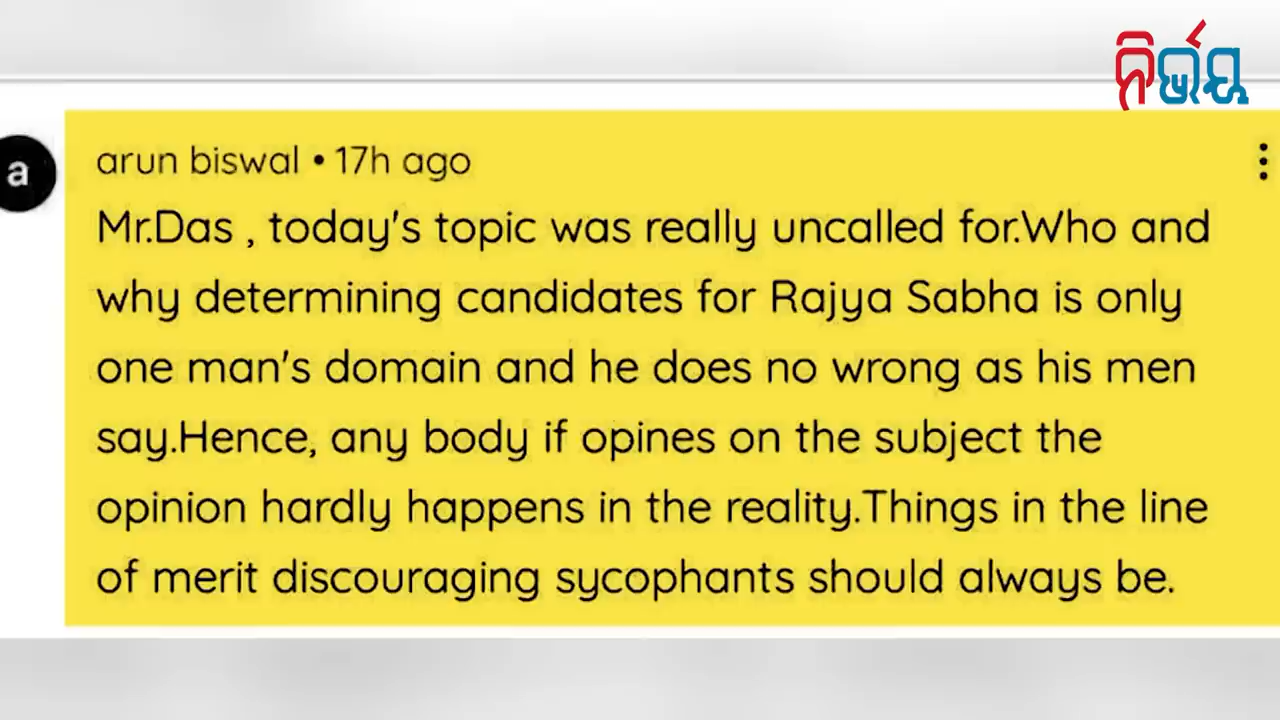 ନିର୍ଭୟ
a
arun biswal • 17h ago
Mr.Das , today's topic was really uncalled for.Who and
why determining candidates for Rajya Sabha is only
one man's domain and he does no wrong as his men
say.Hence, any body if opines on the subject the
opinion hardly happens in the reality.Things in the line
of merit discouraging sycophants should always be.